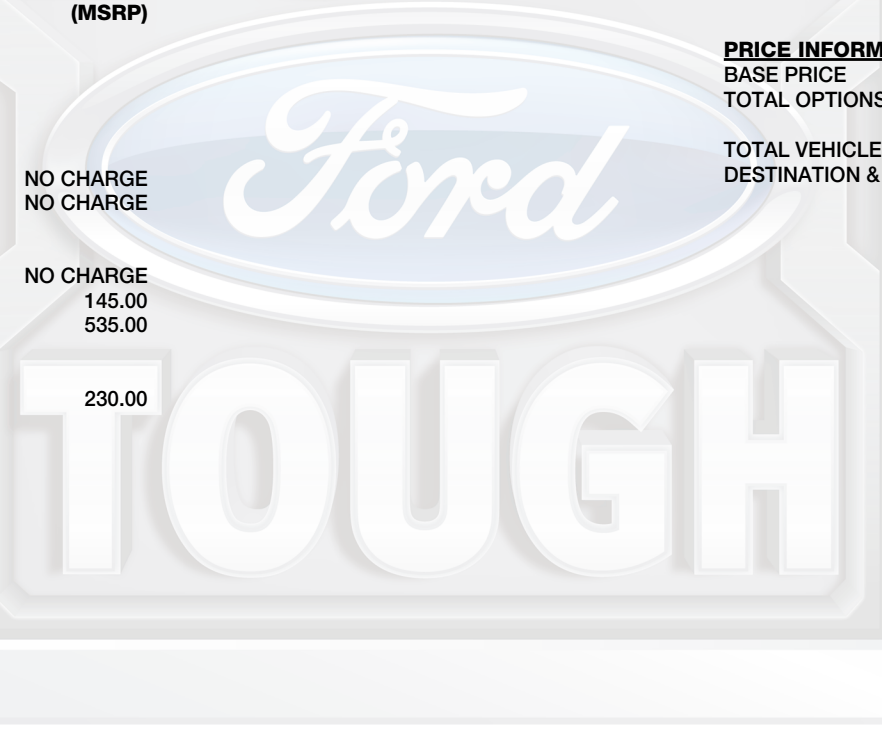 (MSRP)
NO CHARGE
NO CHARGE
NO CHARGE
145.00
535.00
230.00
PRICE INFORM
BASE PRICE
TOTAL OPTIONS
TOTAL VEHICLE
DESTINATION &
Ford
TOUGH